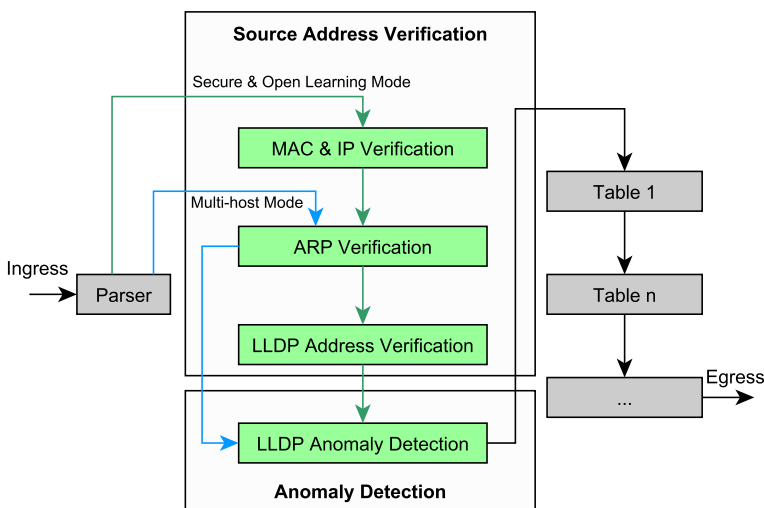 Source Address Verification
Secure & Open Learning Mode
MAC & IP Verification
Multi-host Mode
Table 1
ARP Verification
Ingress
Parser
Table n
LLDP Address Verification
Egress
...
LLDP Anomaly Detection
Anomaly Detection